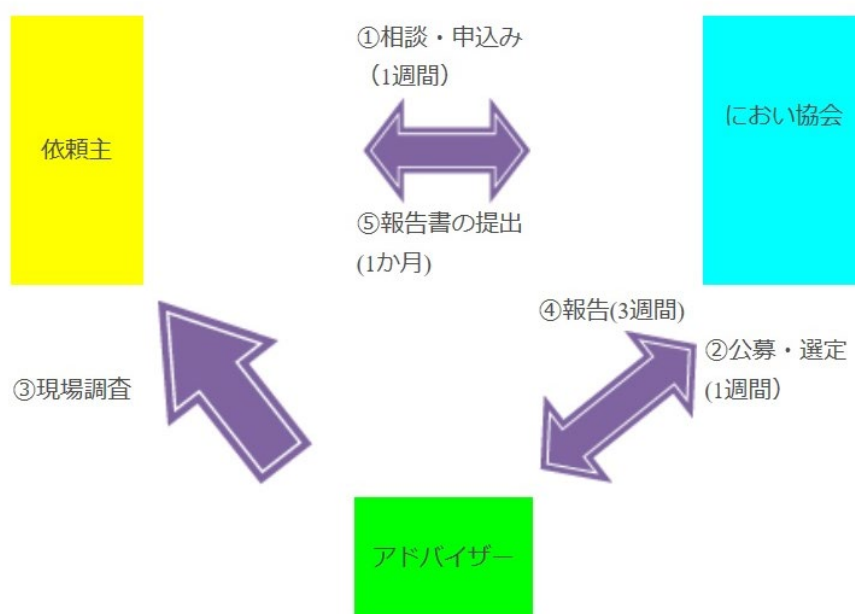 ①相談・申込み
（1週間）
依頼主
におい協会
⑤報告書の提出
(1か月)
④報告(3週間)
②公募・選定
(1週間）
③現場調査
アドバイザー